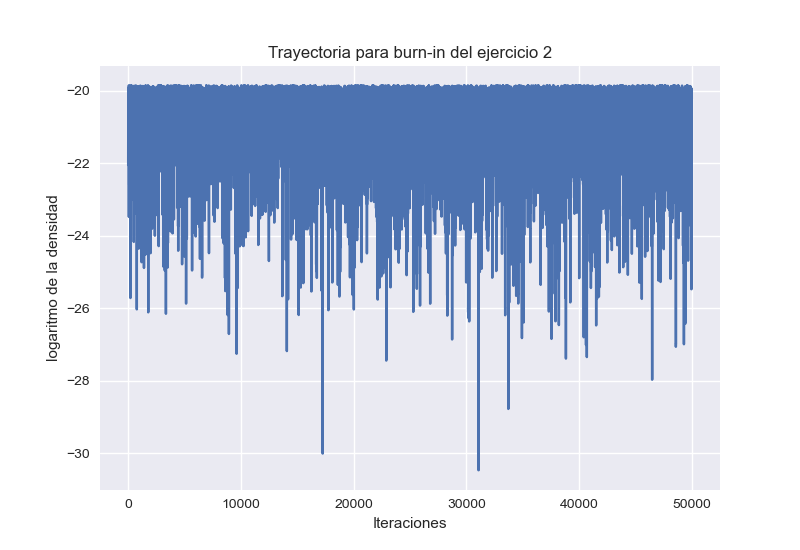 Trayectoria para burn-in del ejercicio 2
−20
−22
−24
−26
−28
−30
logaritmo de la densidad
0 10000 20000 30000 40000 50000
Iteraciones